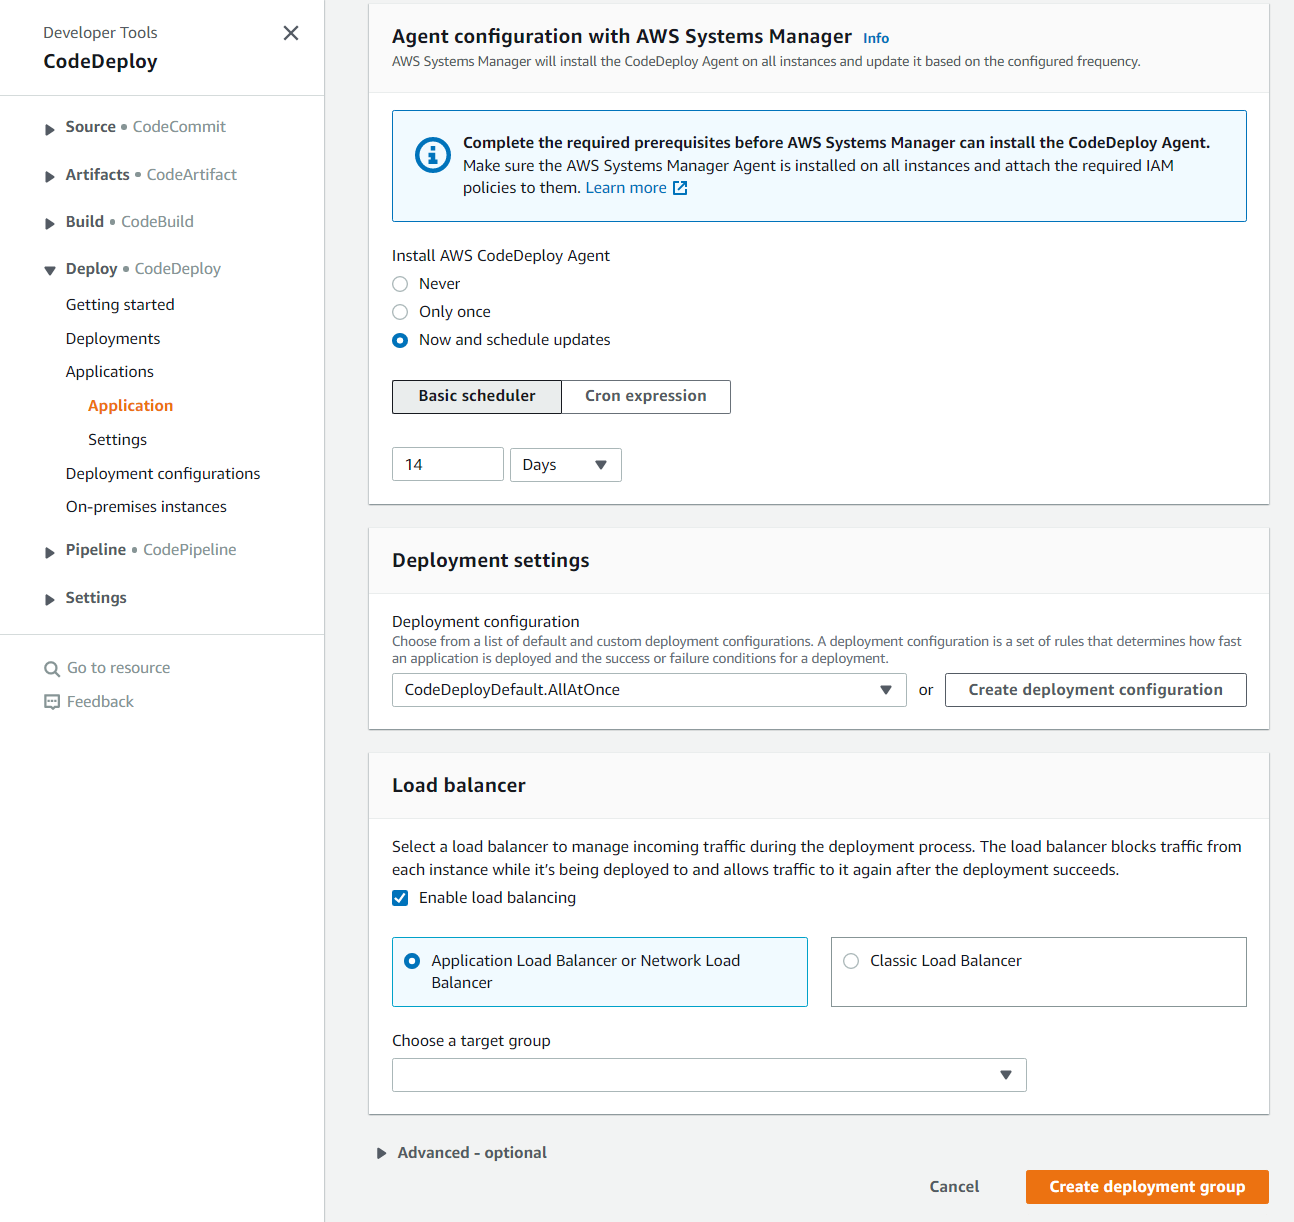 Developer Tools
CodeDeploy
Source • CodeCommit
Artifacts • CodeArtifact
Build • CodeBuild
Deploy • CodeDeploy
Getting started
Deployments
Applications
Application
Settings
Deployment configurations
On-premises instances
Pipeline • CodePipeline
Settings
Go to resource
Feedback
Agent configuration with AWS Systems Manager Info
AWS Systems Manager will install the CodeDeploy Agent on all instances and update it based on the configured frequency.
Complete the required prerequisites before AWS Systems Manager can install the CodeDeploy Agent.
Make sure the AWS Systems Manager Agent is installed on all instances and attach the required IAM
policies to them. Learn more
Install AWS CodeDeploy Agent
Never
Only once
Now and schedule updates
Basic scheduler Cron expression
14 Days
Deployment settings
Deployment configuration
Choose from a list of default and custom deployment configurations. A deployment configuration is a set of rules that determines how fast
an application is deployed and the success or failure conditions for a deployment.
CodeDeployDefault.AllAtOnce or Create deployment configuration
Load balancer
Select a load balancer to manage incoming traffic during the deployment process. The load balancer blocks traffic from
each instance while it's being deployed to and allows traffic to it again after the deployment succeeds.
Enable load balancing
Application Load Balancer or Network Load
Balancer
Classic Load Balancer
Choose a target group
Advanced - optional
Cancel Create deployment group